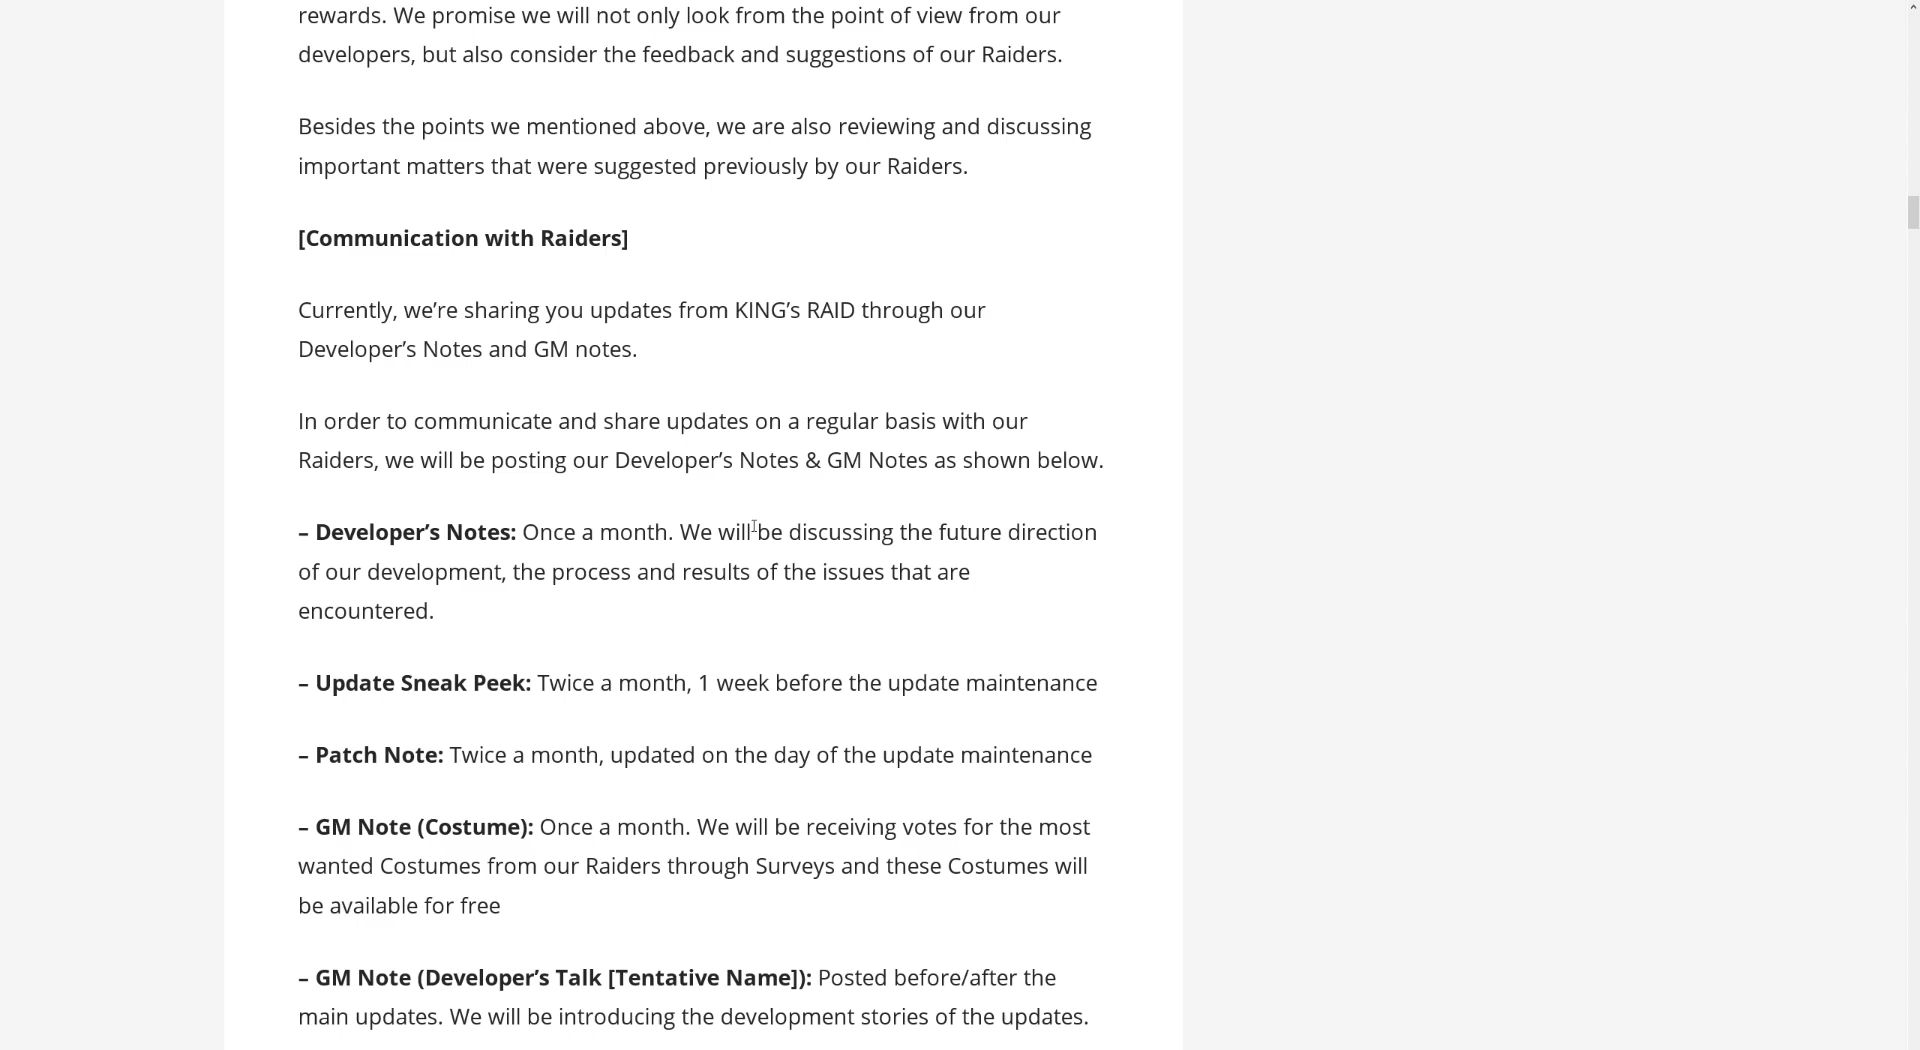 rewards. We promise we will not only look from the point of view from our
developers, but also consider the feedback and suggestions of our Raiders.
Besides the points we mentioned above, we are also reviewing and discussing
important matters that were suggested previously by our Raiders.
[Communication with Raiders]
Currently, we’re sharing you updates from KING’s RAID through our
Developer’s Notes and GM notes.
In order to communicate and share updates on a regular basis with our
Raiders, we will be posting our Developer’s Notes & GM Notes as shown below.
– Developer’s Notes: Once a month. We will be discussing the future direction
of our development, the process and results of the issues that are
encountered.
– Update Sneak Peek: Twice a month, 1 week before the update maintenance
– Patch Note: Twice a month, updated on the day of the update maintenance
– GM Note (Costume): Once a month. We will be receiving votes for the most
wanted Costumes from our Raiders through Surveys and these Costumes will
be available for free
– GM Note (Developer’s Talk [Tentative Name]): Posted before/after the
main updates. We will be introducing the development stories of the updates.